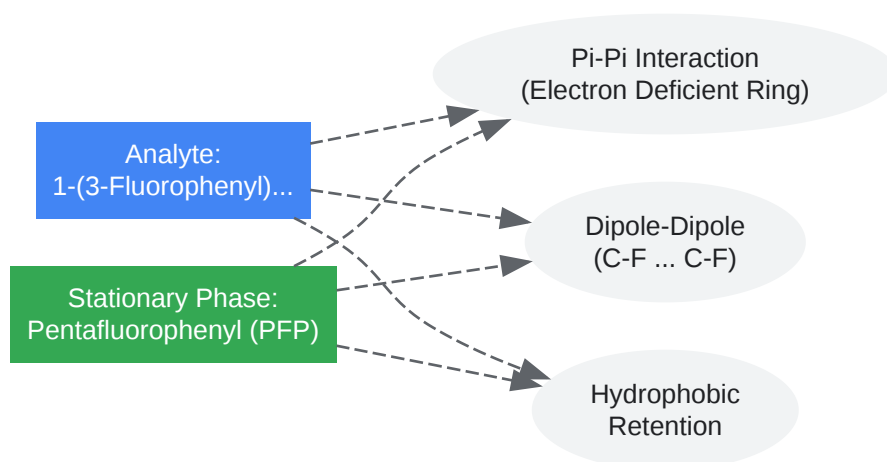 Pi-Pi Interaction
(Electron Deficient Ring)
Analyte:
1-(3-Fluorophenyl)...
Dipole-Dipole
(C-F ... C-F)
Stationary Phase:
Pentafluorophenyl (PFP)
Hydrophobic
Retention